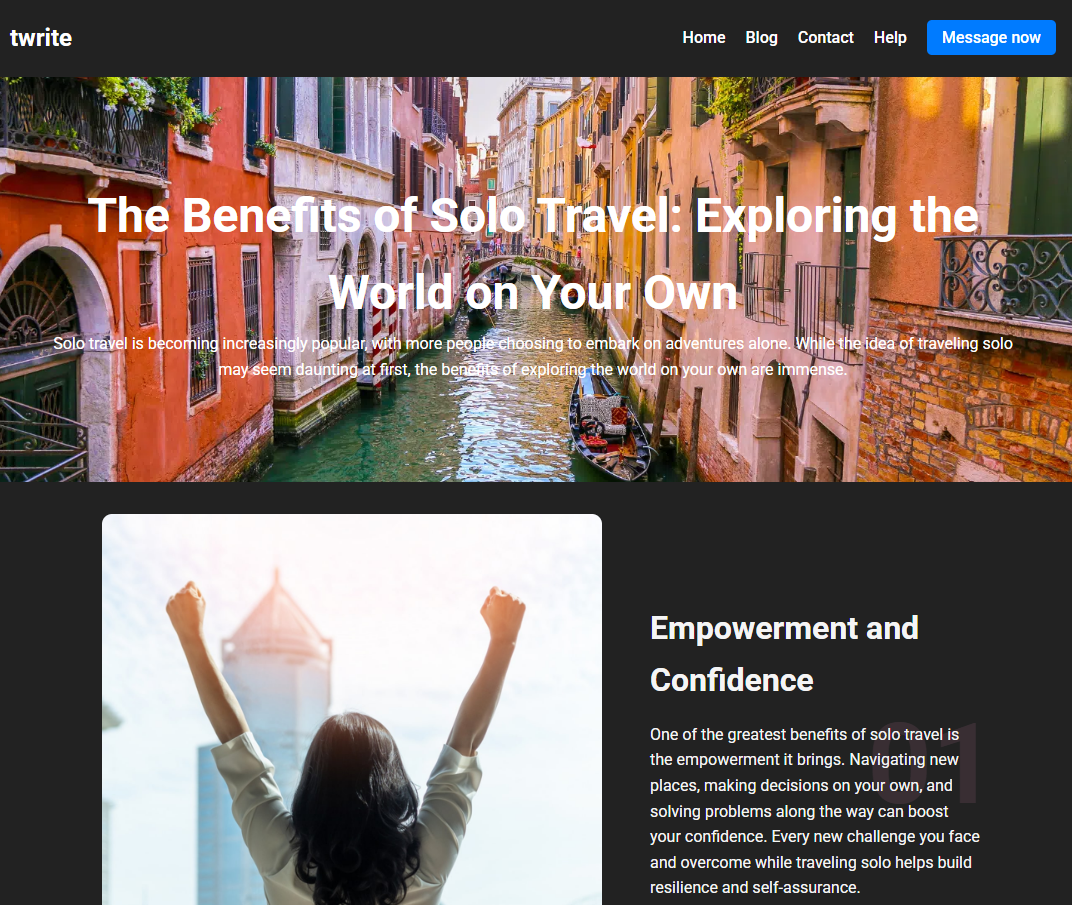 twrite
Home Blog Contact Help Message now
The Benefits of Solo Travel: Exploring the
World on Your Own
Solo travel is becoming increasingly popular, with more people choosing to embark on adventures alone. While the idea of traveling solo
may seem daunting at first, the benefits of exploring the world on your own are immense.
Empowerment and
Confidence
01
One of the greatest benefits of solo travel is
the empowerment it brings. Navigating new
places, making decisions on your own, and
solving problems along the way can boost
your confidence. Every new challenge you face
and overcome while traveling solo helps build
resilience and self-assurance.